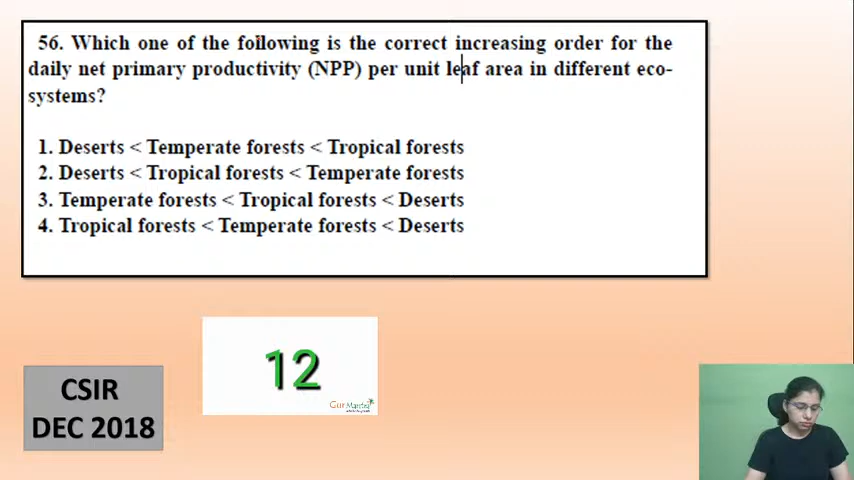 56. Which one of the following is the correct increasing order for the
daily net primary productivity (NPP) per unit leaf area in different eco-
systems?
1. Deserts < Temperate forests < Tropical forests
2. Deserts < Tropical forests < Temperate forests
3. Temperate forests < Tropical forests < Deserts
4. Tropical forests < Temperate forests < Deserts
12
CSIR
DEC 2018